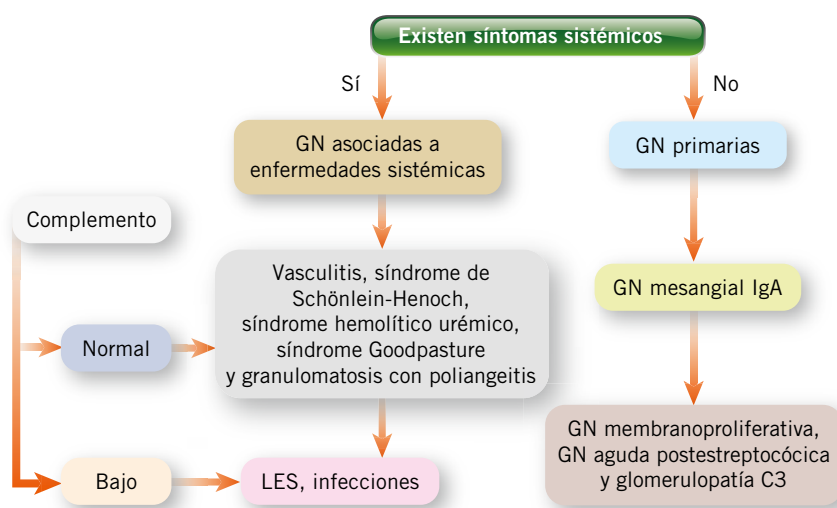 Existen síntomas sistémicos
Sí
No
GN asociadas a
enfermedades sistémicas
GN primarias
Complemento
Vasculitis, síndrome de
Schönlein-Henoch,
síndrome hemolítico urémico,
síndrome Goodpasture
y granulomatosis con poliangeitis
GN mesangial IgA
Normal
GN membranoproliferativa,
GN aguda postestreptocócica
y glomerulopatía C3
Bajo
LES, infecciones